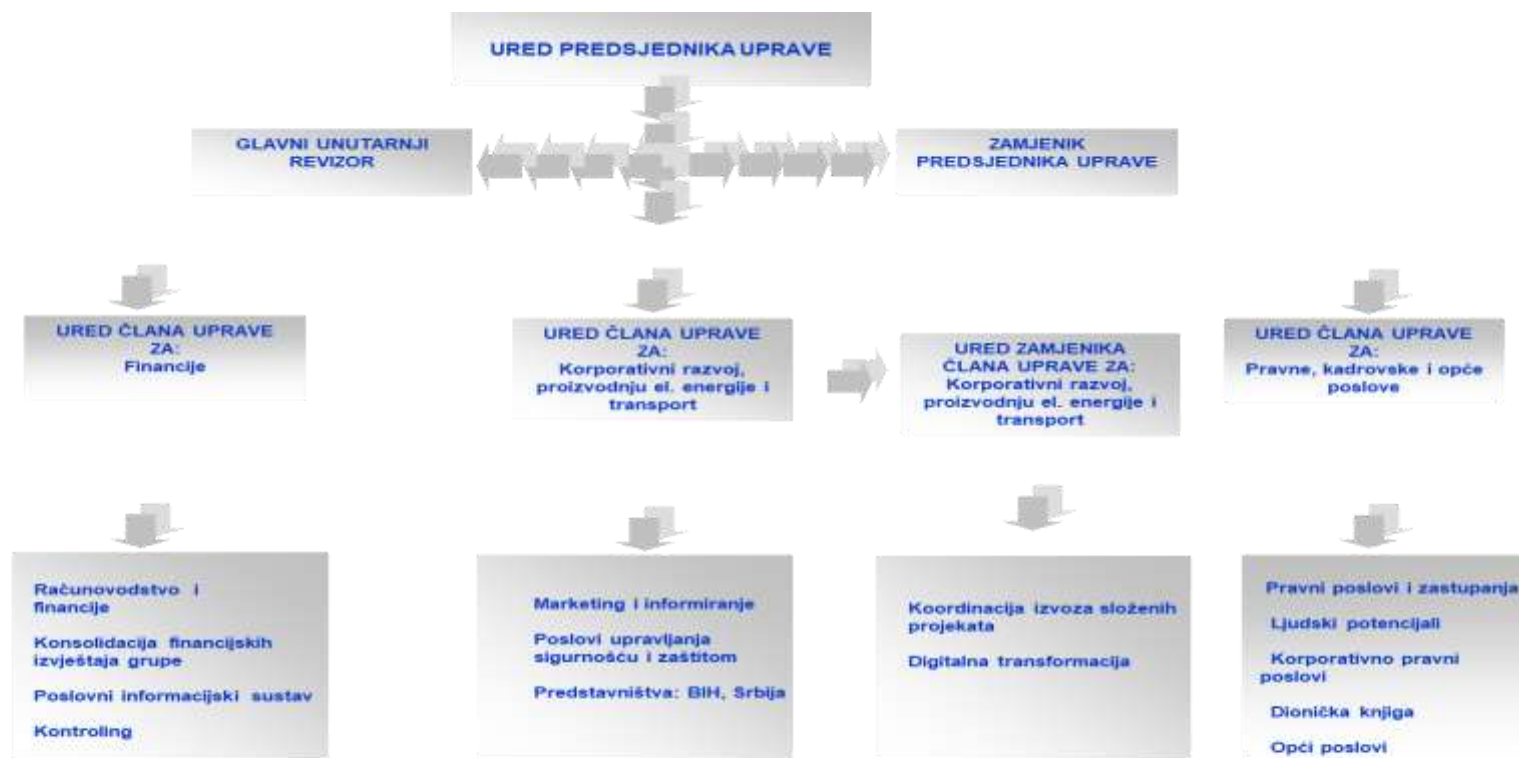 URED PREDSJEDNIKA UPRAVE
GLAVNI UNUTARNJI
REVIZOR
ZAMJENIK
PREDSJEDNIKA UPRAVE
URED ČLANA UPRAVE
ZA:
Financije
URED ČLANA UPRAVE
ZA:
Korporativni razvoj,
proizvodnju el. energije i
transport
URED ZAMJENIKA
ČLANA UPRAVE ZA:
Korporativni razvoj,
proizvodnju el. energije i
transport
URED ČLANA UPRAVE
ZA:
Pravne, kadrovske i opće
poslove
Računovodstvo i
financije
Konsolidacija financijskih
izvještaja grupe
Poslovni informacijski sustav
Kontroling
Marketing i informiranje
Poslovi upravljanja
sigurnošću i zaštitom
Predstavništva: BIH, Srbija
Koordinacija izvoza složenih
projekata
Digitalna transformacija
Pravni poslovi i zastupanja
Ljudski potencijali
Korporativno pravni
poslovi
Dionička knjiga
Opći poslovi